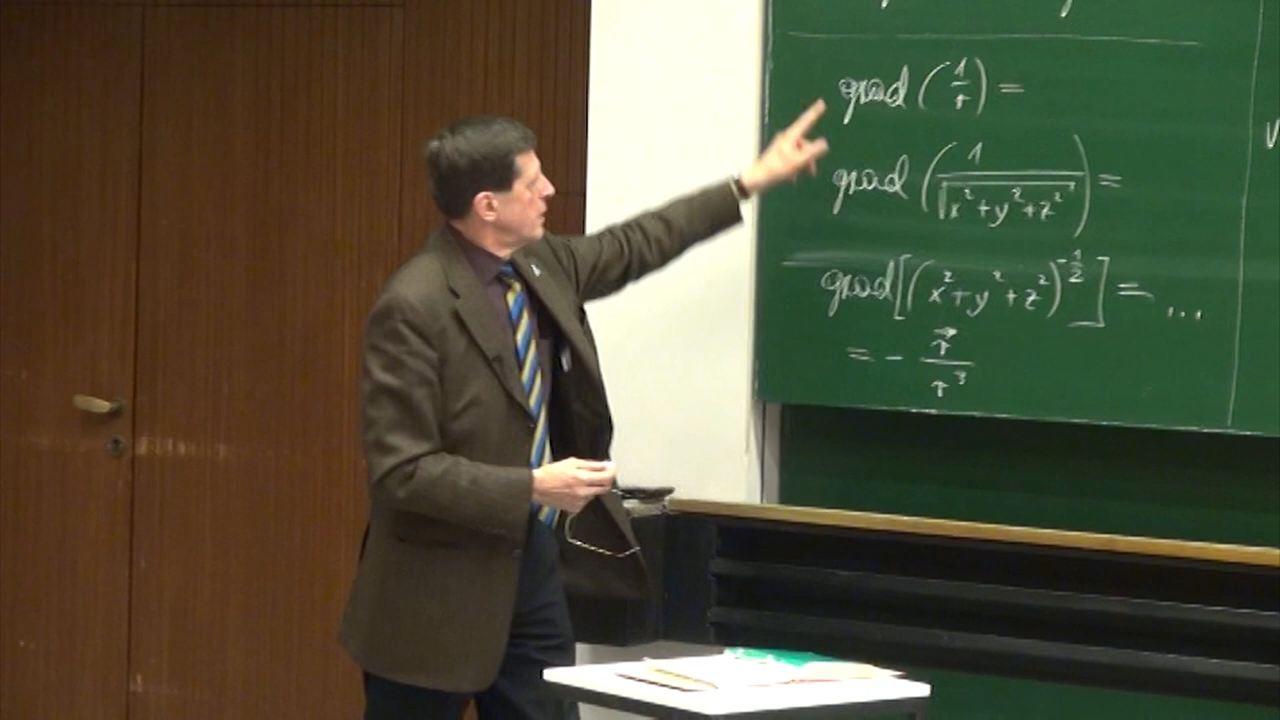 grad (1/r) =
grad (1/√(x²+y²+z²)) =
grad[(x²+y²+z²)^(-1/2)] = ...
= - r⃗/r³